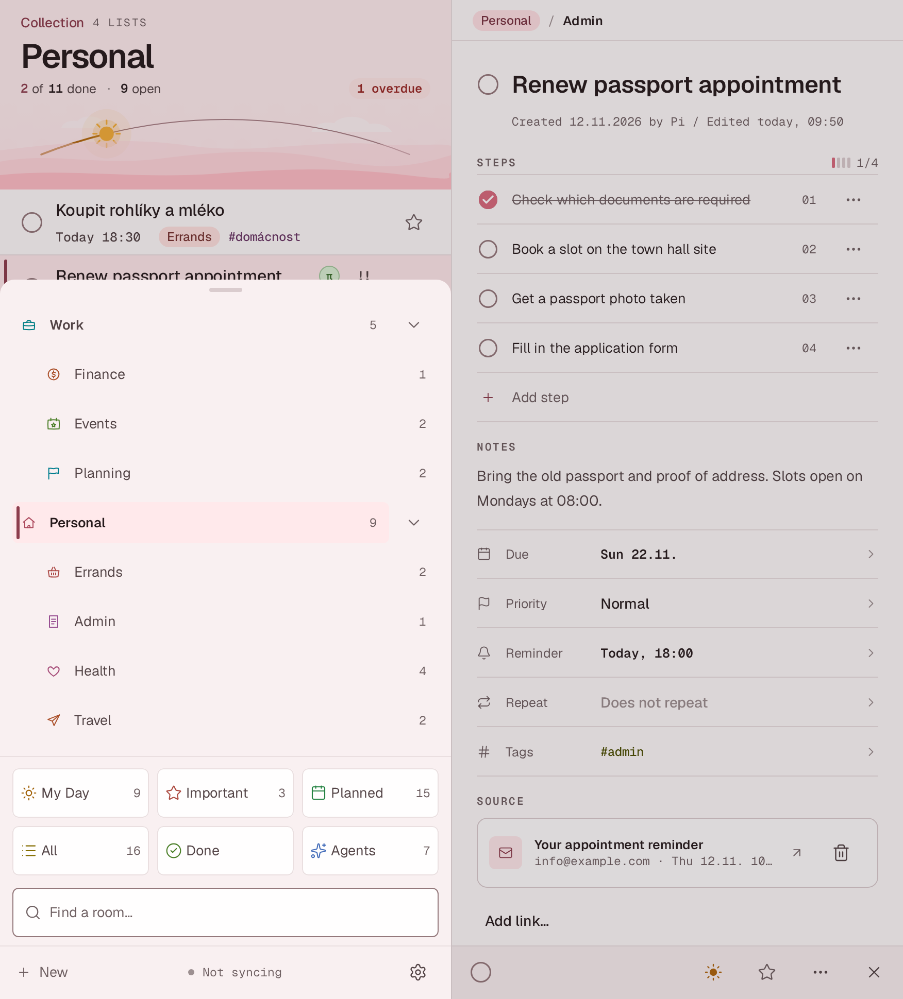 Collection 4 LISTS
Personal
2 of 11 done · 9 open
1 overdue
Koupit rohlíky a mléko
Today 18:30 Errands #domácnost
Renew passport appointment π !!
Work 5
Finance 1
Events 2
Planning 2
Personal 9
Errands 2
Admin 1
Health 4
Travel 2
My Day 9
Important 3
Planned 15
All 16
Done
Agents 7
Find a room…
+ New
Not syncing
Personal / Admin
Renew passport appointment
Created 12.11.2026 by Pi / Edited today, 09:50
STEPS 1/4
Check which documents are required 01
Book a slot on the town hall site 02
Get a passport photo taken 03
Fill in the application form 04
+ Add step
NOTES
Bring the old passport and proof of address. Slots open on
Mondays at 08:00.
Due Sun 22.11.
Priority Normal
Reminder Today, 18:00
Repeat Does not repeat
Tags #admin
SOURCE
Your appointment reminder
info@example.com · Thu 12.11. 10…
Add link…